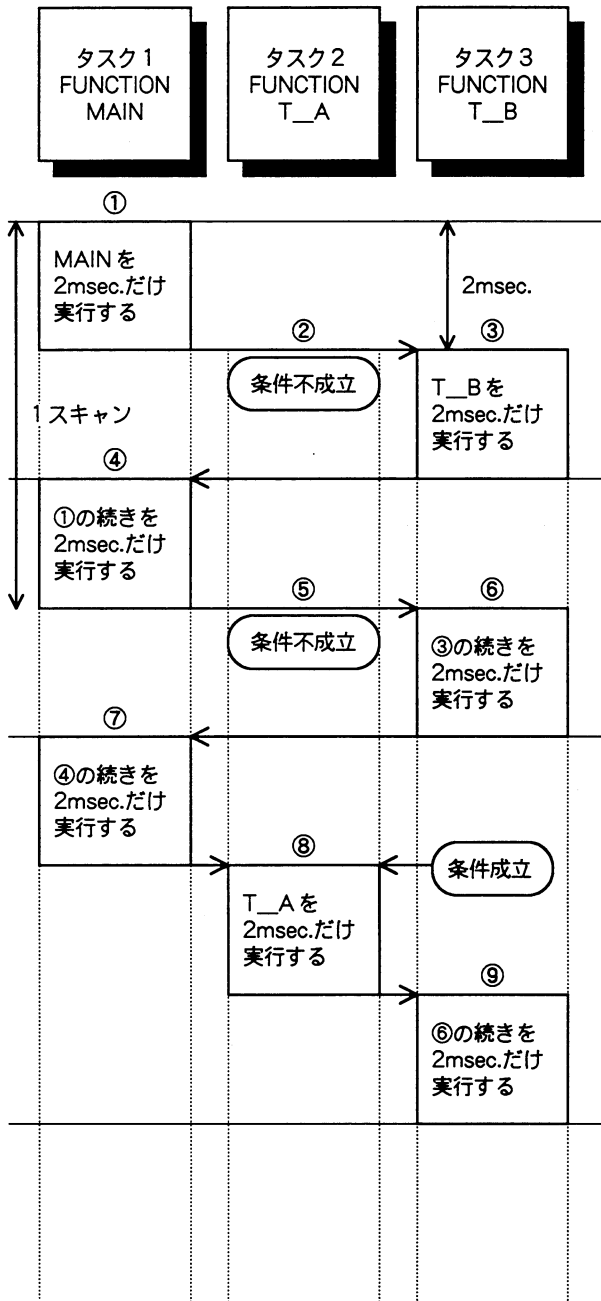 タスク1
FUNCTION
MAIN
タスク2
FUNCTION
T__A
タスク3
FUNCTION
T__B
①
MAINを
2msec.だけ
実行する
2msec.
②
条件不成立
③
T__Bを
2msec.だけ
実行する
1スキャン
④
①の続きを
2msec.だけ
実行する
⑤
条件不成立
⑥
③の続きを
2msec.だけ
実行する
⑦
④の続きを
2msec.だけ
実行する
⑧
T__Aを
2msec.だけ
実行する
条件成立
⑨
⑥の続きを
2msec.だけ
実行する